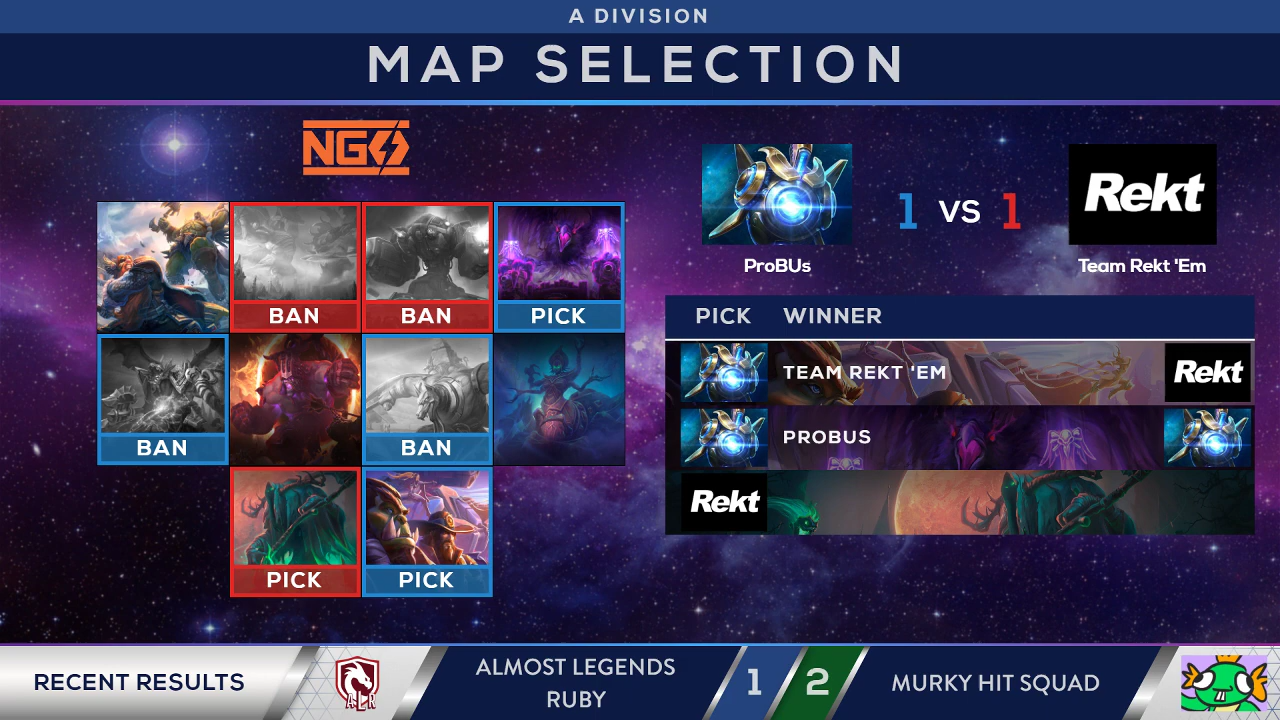 A DIVISION
MAP SELECTION
NGS
BAN
BAN
PICK
BAN
BAN
PICK
PICK
ProBUs
1 VS 1
Rekt
Team Rekt 'Em
PICK WINNER
TEAM REKT 'EM
Rekt
PROBUS
Rekt
RECENT RESULTS
ALR
ALMOST LEGENDS
RUBY
1
2
MURKY HIT SQUAD